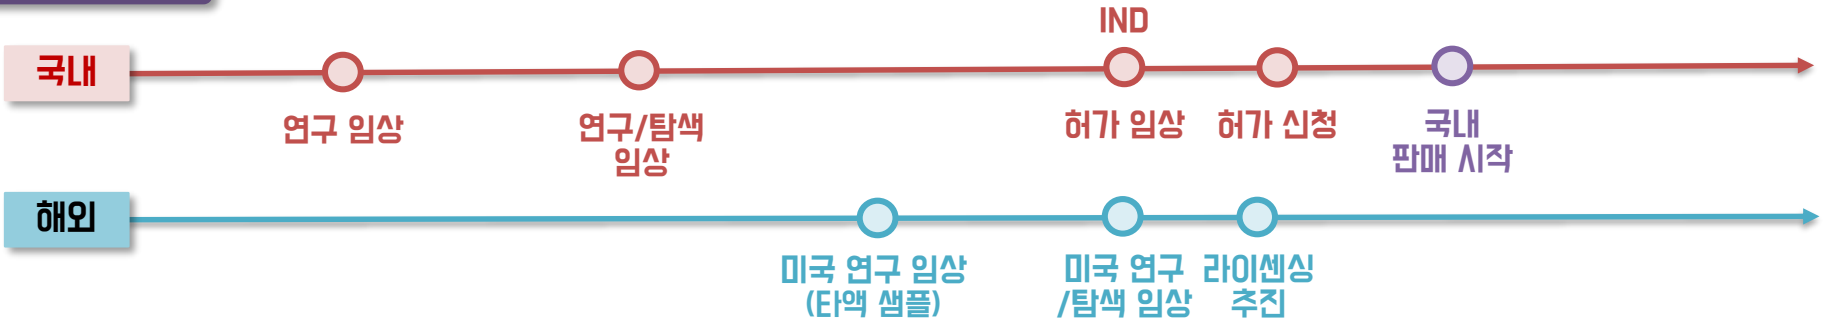 IND
국내
연구 임상
연구/탐색
임상
허가 임상
허가 신청
국내
판매 시작
해외
미국 연구 임상
(타액 샘플)
미국 연구
/탐색 임상
라이센싱
추진